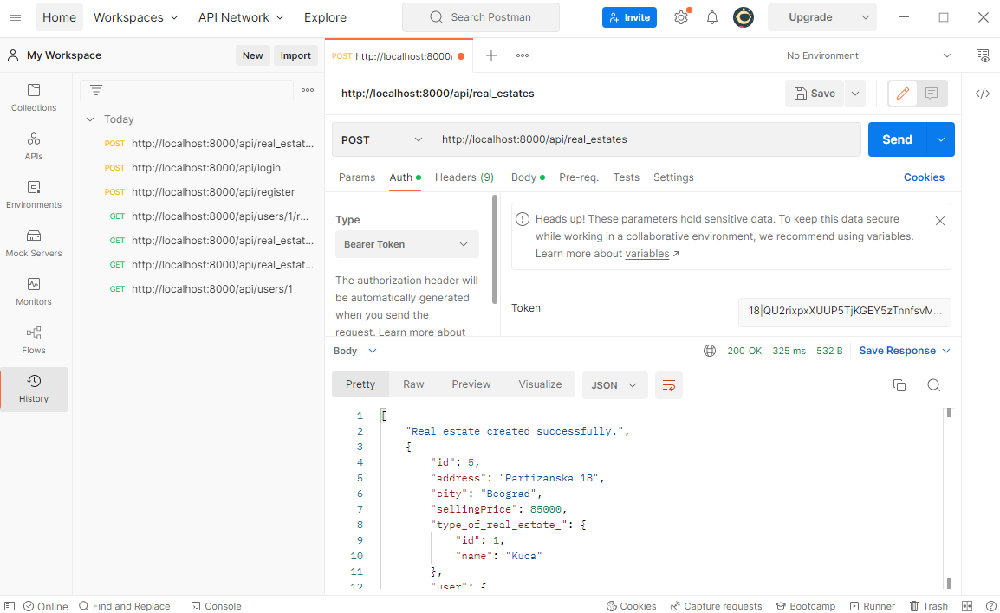 Home Workspaces API Network Explore Search Postman Invite Upgrade
My Workspace New Import POST http://localhost:8000/ No Environment
Collections
APIs
Environments
Mock Servers
Monitors
Flows
History
Today
POST http://localhost:8000/api/real_estat...
POST http://localhost:8000/api/login
POST http://localhost:8000/api/register
GET http://localhost:8000/api/users/1/r...
GET http://localhost:8000/api/real_estat...
GET http://localhost:8000/api/real_estat...
GET http://localhost:8000/api/users/1
http://localhost:8000/api/real_estates Save
POST http://localhost:8000/api/real_estates Send
Params Auth Headers (9) Body Pre-req. Tests Settings Cookies
Type
Bearer Token
The authorization header will
be automatically generated
when you send the
request. Learn more about
Heads up! These parameters hold sensitive data. To keep this data secure
while working in a collaborative environment, we recommend using variables.
Learn more about variables ↗
Token 18|QU2rixpxXUUP5TjKGEY5zTnnfsvM...
Body 200 OK 325 ms 532 B Save Response
Pretty Raw Preview Visualize JSON
1 [
2 "Real estate created successfully.",
3 {
4 "id": 5,
5 "address": "Partizanska 18",
6 "city": "Beograd",
7 "sellingPrice": 85000,
8 "type_of_real_estate_": {
9 "id": 1,
10 "name": "Kuca"
11 },
12 "user": {
Online Find and Replace Console Cookies Capture requests Bootcamp Runner Trash